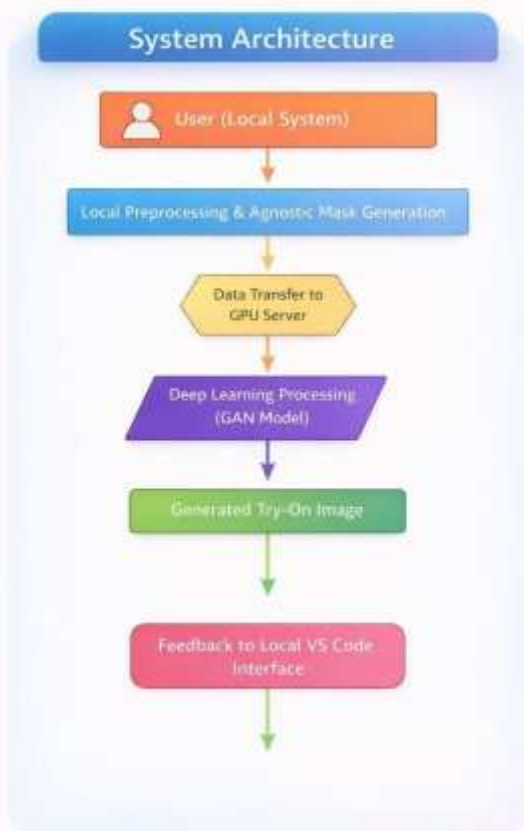 System Architecture
User (Local System)
Local Preprocessing & Agnostic Mask Generation
Data Transfer to
GPU Server
Deep Learning Processing
(GAN Model)
Generated Try-On Image
Feedback to Local VS Code
Interface